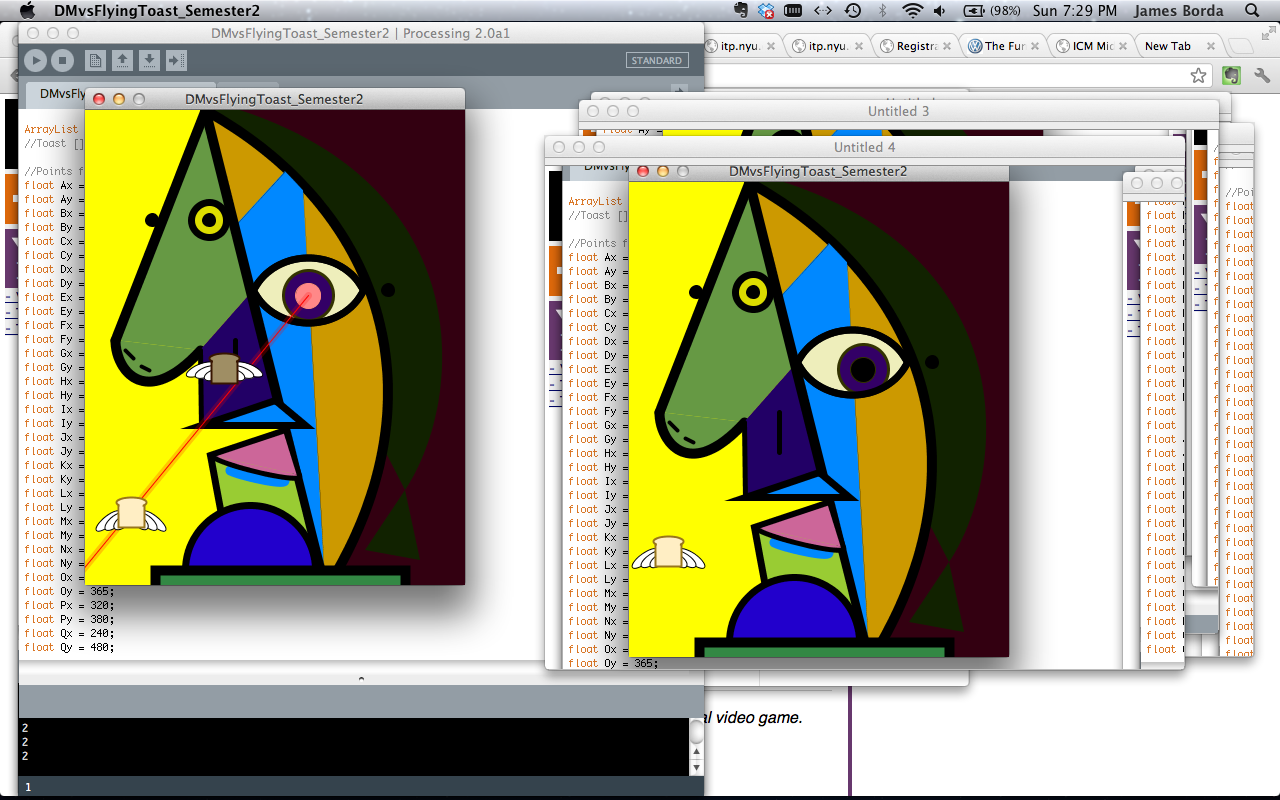 DMvsFlyingToast_Semester2
(98%) Sun 7:29 PM James Borda
DMvsFlyingToast_Semester2 | Processing 2.0a1
STANDARD
itp.nyu.
itp.nyu.
Registra
The Fur
ICM Mic
New Tab
DMvsFly
DMvsFlyingToast_Semester2
ArrayList
//Toast []
//Points f
float Ax =
float Ay =
float Bx =
float By =
float Cx =
float Cy =
float Dx =
float Dy =
float Ex =
float Ey =
float Fx =
float Fy =
float Gx =
float Gy =
float Hx =
float Hy =
float Ix =
float Iy =
float Jx =
float Jy =
float Kx =
float Ky =
float Lx =
float Ly =
float Mx =
float My =
float Nx =
float Ny =
float Ox =
float Oy = 365;
float Px = 320;
float Py = 380;
float Qx = 240;
float Qy = 480;
2
2
2
1
Untitled 3
float Ay =
Untitled 4
DMvsFlyingToast_Semester2
ArrayList
//Toast []
//Points f
float Ax =
float Ay =
float Bx =
float By =
float Cx =
float Cy =
float Dx =
float Dy =
float Ex =
float Ey =
float Fx =
float Fy =
float Gx =
float Gy =
float Hx =
float Hy =
float Ix =
float Iy =
float Jx =
float Jy =
float Kx =
float Ky =
float Lx =
float Ly =
float Mx =
float My =
float Nx =
float Ny =
float Ox =
float Oy = 365;
al video game.